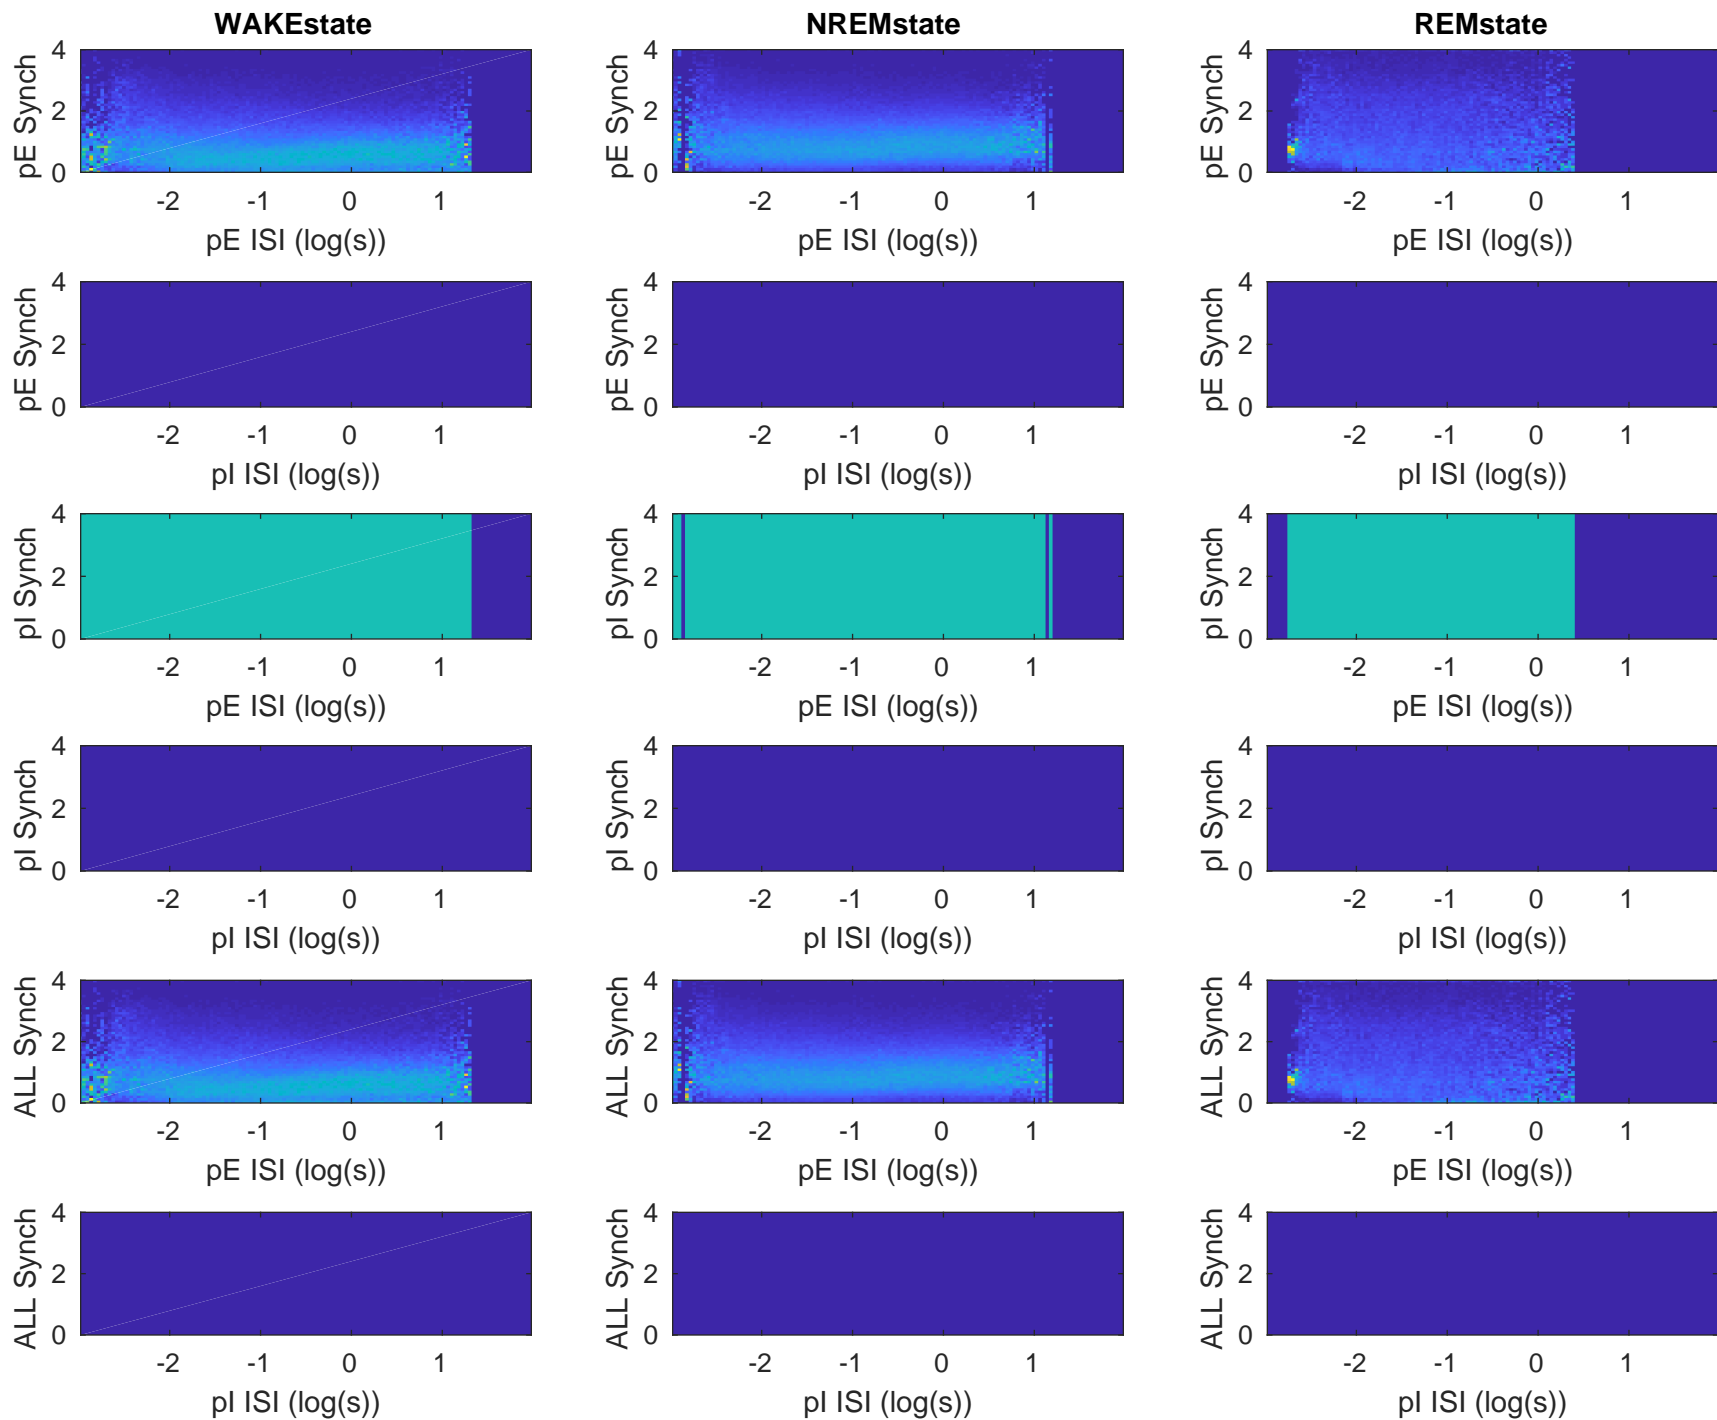 WAKEstate NREMstate REMstate
4 4 4
pE Synch pE Synch pE Synch
2 2 2
0 0 0
-2 -1 0 1 -2 -1 0 1 -2 -1 0 1
pE ISI (log(s)) pE ISI (log(s)) pE ISI (log(s))
4 4 4
pE Synch pE Synch pE Synch
2 2 2
0 0 0
-2 -1 0 1 -2 -1 0 1 -2 -1 0 1
pI ISI (log(s)) pI ISI (log(s)) pI ISI (log(s))
4 4 4
pI Synch pI Synch pI Synch
2 2 2
0 0 0
-2 -1 0 1 -2 -1 0 1 -2 -1 0 1
pE ISI (log(s)) pE ISI (log(s)) pE ISI (log(s))
4 4 4
pI Synch pI Synch pI Synch
2 2 2
0 0 0
-2 -1 0 1 -2 -1 0 1 -2 -1 0 1
pI ISI (log(s)) pI ISI (log(s)) pI ISI (log(s))
4 4 4
ALL Synch ALL Synch ALL Synch
2 2 2
0 0 0
-2 -1 0 1 -2 -1 0 1 -2 -1 0 1
pE ISI (log(s)) pE ISI (log(s)) pE ISI (log(s))
4 4 4
ALL Synch ALL Synch ALL Synch
2 2 2
0 0 0
-2 -1 0 1 -2 -1 0 1 -2 -1 0 1
pI ISI (log(s)) pI ISI (log(s)) pI ISI (log(s))